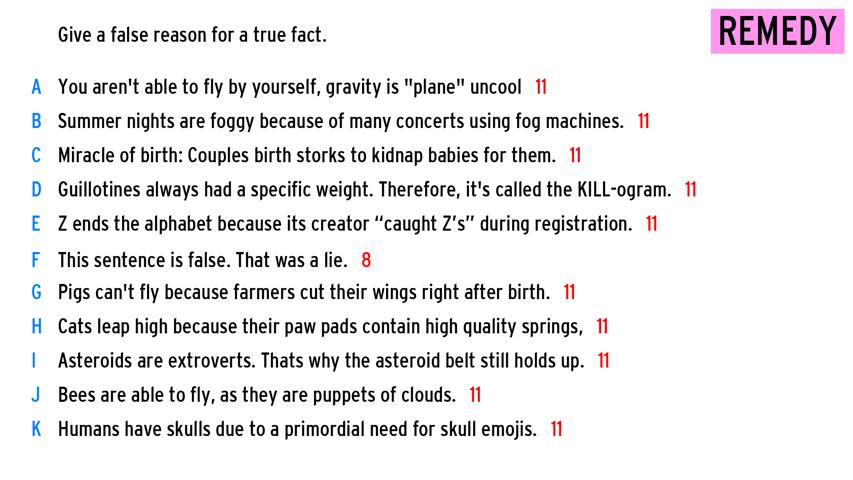 Give a false reason for a true fact.
REMEDY
A You aren't able to fly by yourself, gravity is "plane" uncool 11
B Summer nights are foggy because of many concerts using fog machines. 11
C Miracle of birth: Couples birth storks to kidnap babies for them. 11
D Guillotines always had a specific weight. Therefore, it's called the KILL-ogram. 11
E Z ends the alphabet because its creator “caught Z’s” during registration. 11
F This sentence is false. That was a lie. 8
G Pigs can't fly because farmers cut their wings right after birth. 11
H Cats leap high because their paw pads contain high quality springs, 11
I Asteroids are extroverts. Thats why the asteroid belt still holds up. 11
J Bees are able to fly, as they are puppets of clouds. 11
K Humans have skulls due to a primordial need for skull emojis. 11